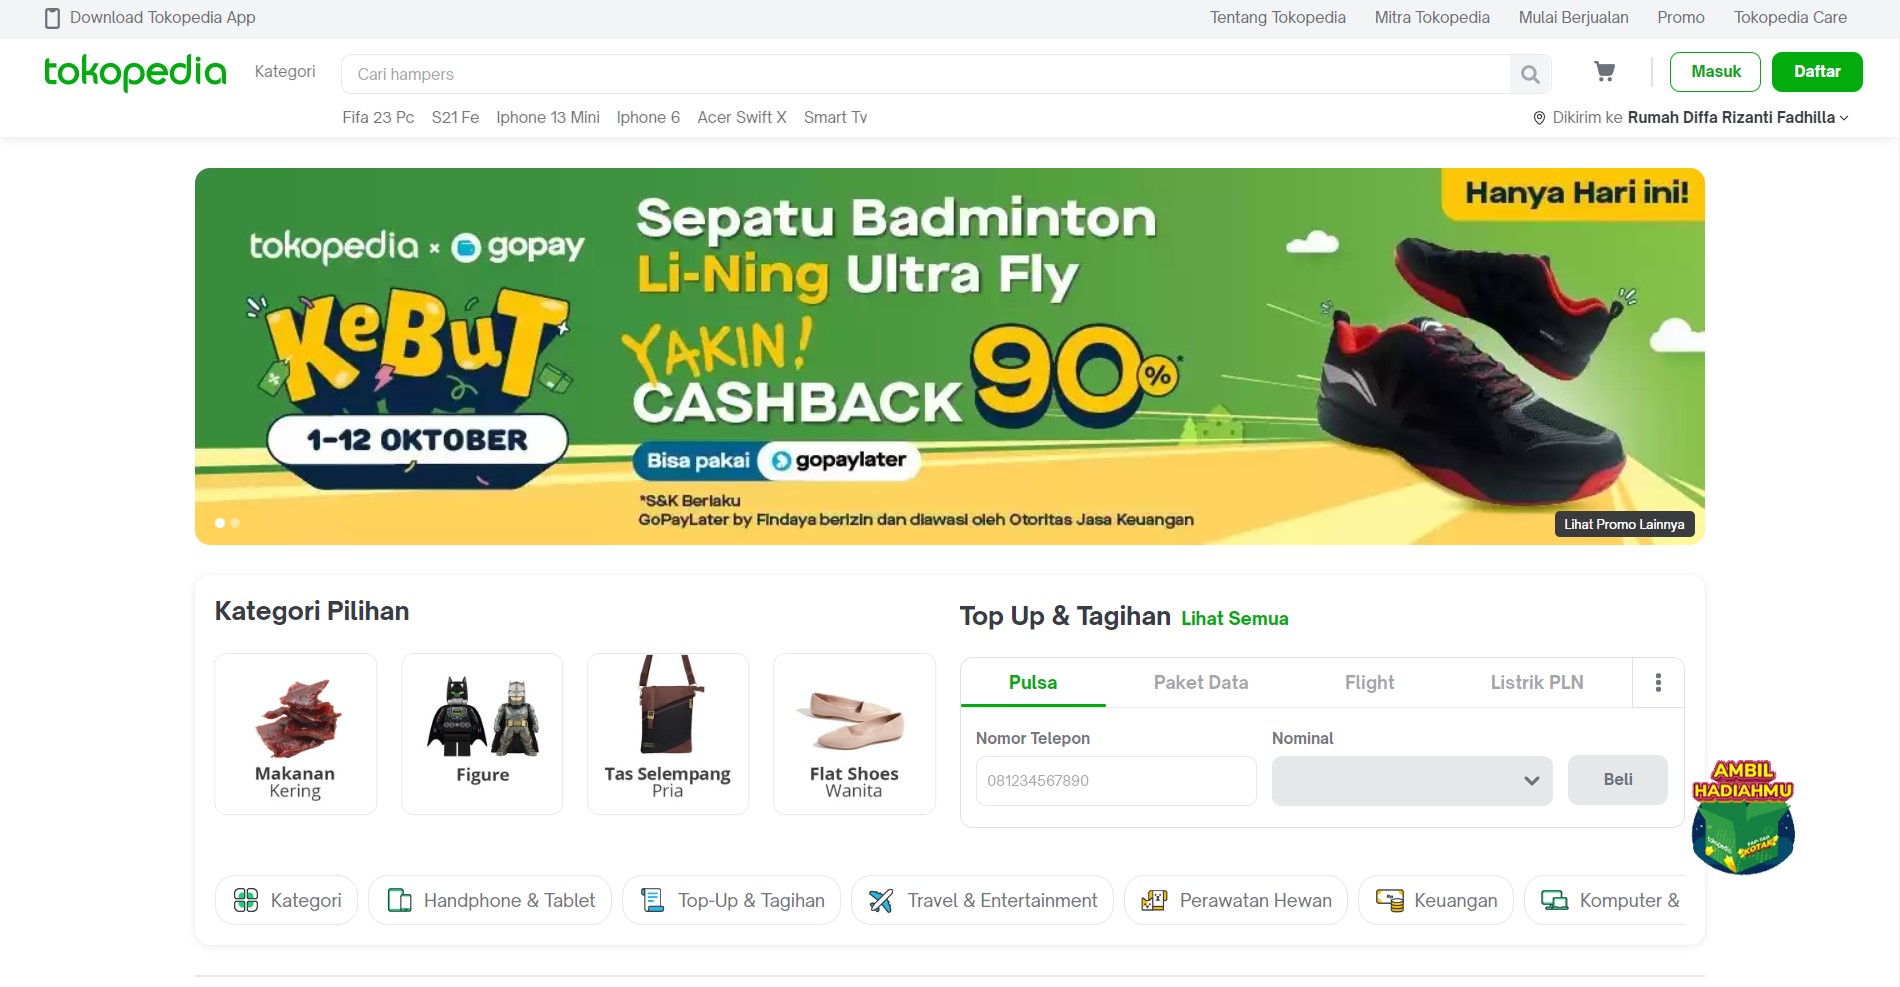 Download Tokopedia App
Tentang Tokopedia
Mitra Tokopedia
Mulai Berjualan
Promo
Tokopedia Care
tokopedia
Kategori
Cari hampers
Masuk
Daftar
Fifa 23 Pc
S21 Fe
Iphone 13 Mini
Iphone 6
Acer Swift X
Smart Tv
Dikirim ke Rumah Diffa Rizanti Fadhilla
Hanya Hari ini!
tokopedia × gopay
KeBUT
1-12 OKTOBER
Sepatu Badminton
Li-Ning Ultra Fly
YAKIN!
CASHBACK 90%*
Bisa pakai gopaylater
*S&K Berlaku
GoPayLater by Findaya berizin dan diawasi oleh Otoritas Jasa Keuangan
Lihat Promo Lainnya
Kategori Pilihan
Makanan
Kering
Figure
Tas Selempang
Pria
Flat Shoes
Wanita
Top Up & Tagihan Lihat Semua
Pulsa
Paket Data
Flight
Listrik PLN
Nomor Telepon
Nominal
081234567890
Beli
AMBIL
HADIAHMU
tokopedia
TAP-TAP
KOTAK
Kategori
Handphone & Tablet
Top-Up & Tagihan
Travel & Entertainment
Perawatan Hewan
Keuangan
Komputer &